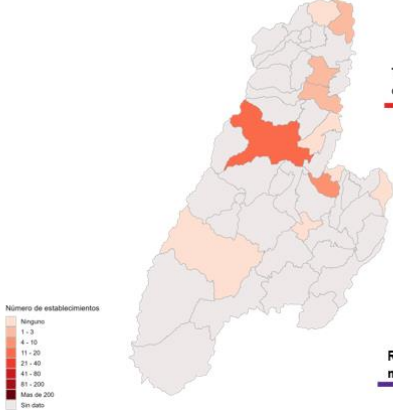 Número de establecimientos
Ninguno
1 - 3
4 - 10
11 - 20
21 - 40
41 - 80
81 - 200
Mas de 200
Sin dato